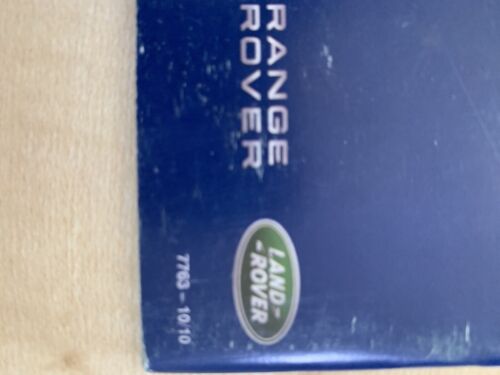 RANGE
ROVER
LAND-
-ROVER
7763 - 10/10